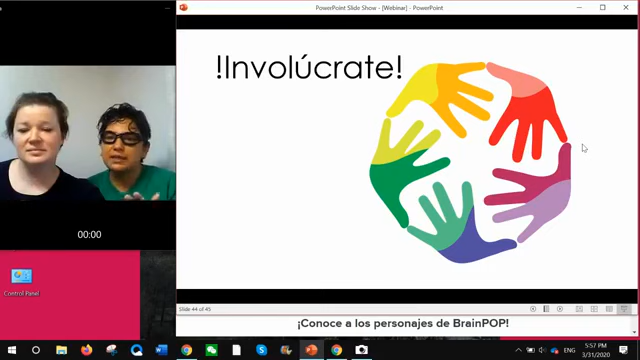 PowerPoint Slide Show - [Webinar] - PowerPoint
!Involúcrate!
00:00
Control Panel
Slide 44 of 45
¡Conoce a los personajes de BrainPOP!
ENG
5:57 PM
3/31/2020